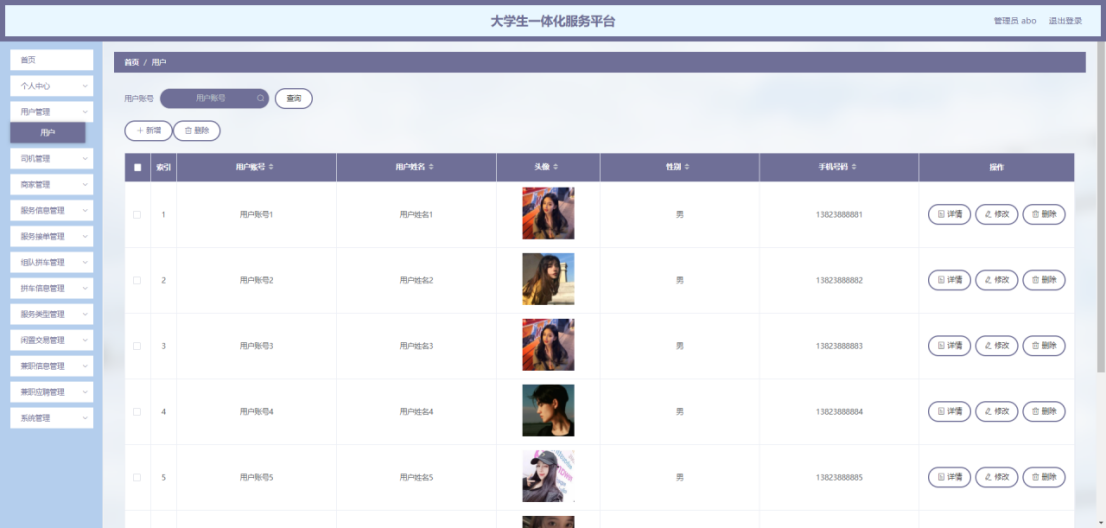 大学生一体化服务平台
管理员 abo 退出登录
首页
个人中心
用户管理
用户
司机管理
商家管理
服务信息管理
服务接单管理
组队拼车管理
拼车信息管理
服务类型管理
闲置交易管理
兼职信息管理
兼职应聘管理
系统管理
首页 / 用户
用户账号 用户账号 查询
+ 新增 删除
索引 用户账号 用户姓名 头像 性别 手机号码 操作
1 用户账号1 用户姓名1 男 13823888881 详情 修改 删除
2 用户账号2 用户姓名2 男 13823888882 详情 修改 删除
3 用户账号3 用户姓名3 男 13823888883 详情 修改 删除
4 用户账号4 用户姓名4 男 13823888884 详情 修改 删除
5 用户账号5 用户姓名5 男 13823888885 详情 修改 删除